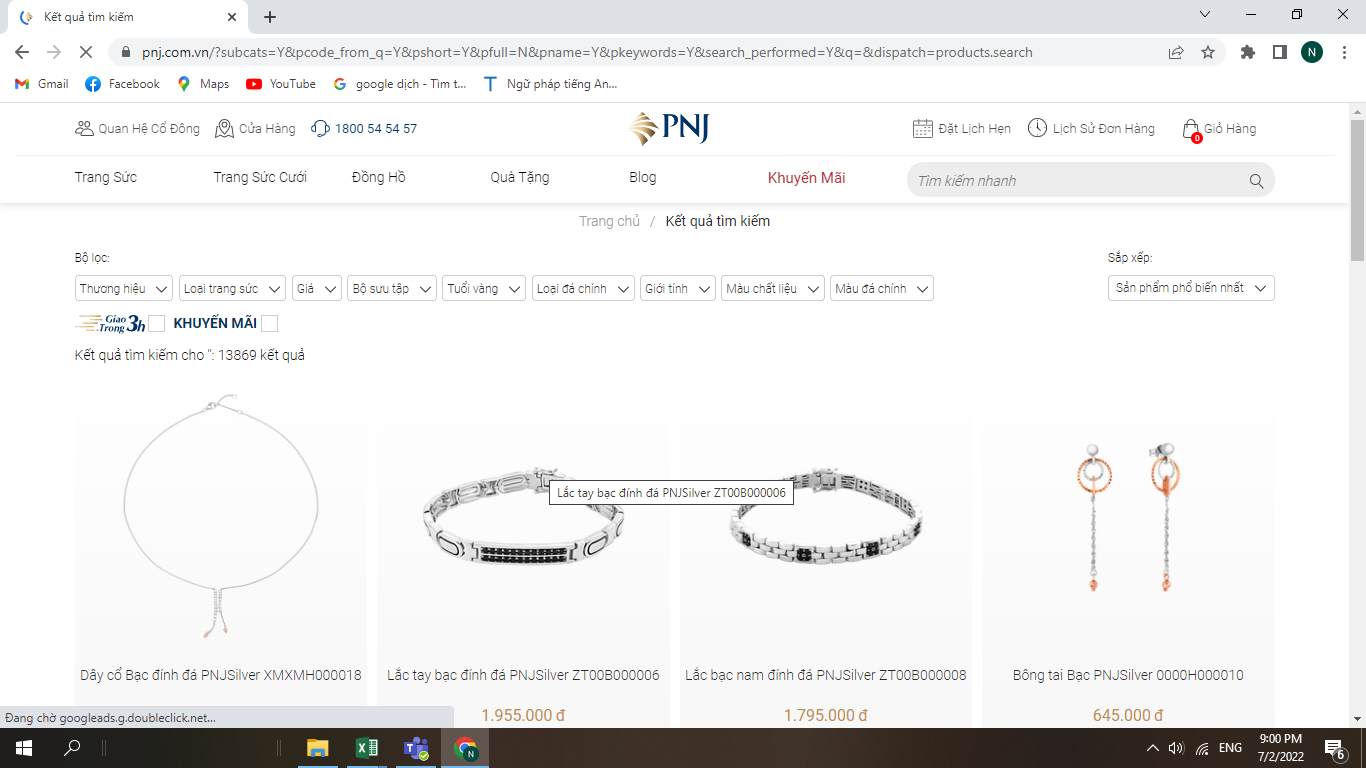 Kết quả tìm kiếm
pnj.com.vn/?subcats=Y&pcode_from_q=Y&pshort=Y&pfull=N&pname=Y&pkeywords=Y&search_performed=Y&q=&dispatch=products.search
N
Gmail Facebook Maps YouTube google dịch - Tìm t... Ngữ pháp tiếng An...
Quan Hệ Cổ Đông Cửa Hàng 1800 54 54 57 PNJ Đặt Lịch Hẹn Lịch Sử Đơn Hàng 0 Giỏ Hàng
Trang Sức Trang Sức Cưới Đồng Hồ Quà Tặng Blog Khuyến Mãi Tìm kiếm nhanh
Trang chủ / Kết quả tìm kiếm
Bộ lọc: Sắp xếp:
Thương hiệu Loại trang sức Giá Bộ sưu tập Tuổi vàng Loại đá chính Giới tính Màu chất liệu Màu đá chính Sản phẩm phổ biến nhất
Giao Trong 3h KHUYẾN MÃI
Kết quả tìm kiếm cho '': 13869 kết quả
Lắc tay bạc đính đá PNJSilver ZT00B000006
Dây cổ Bạc đính đá PNJSilver XMXMH000018 Lắc tay bạc đính đá PNJSilver ZT00B000006 Lắc bạc nam đính đá PNJSilver ZT00B000008 Bông tai Bạc PNJSilver 0000H000010
1.955.000 đ 1.795.000 đ 645.000 đ
Đang chờ googleads.g.doubleclick.net...
N ENG 9:00 PM
7/2/2022 6